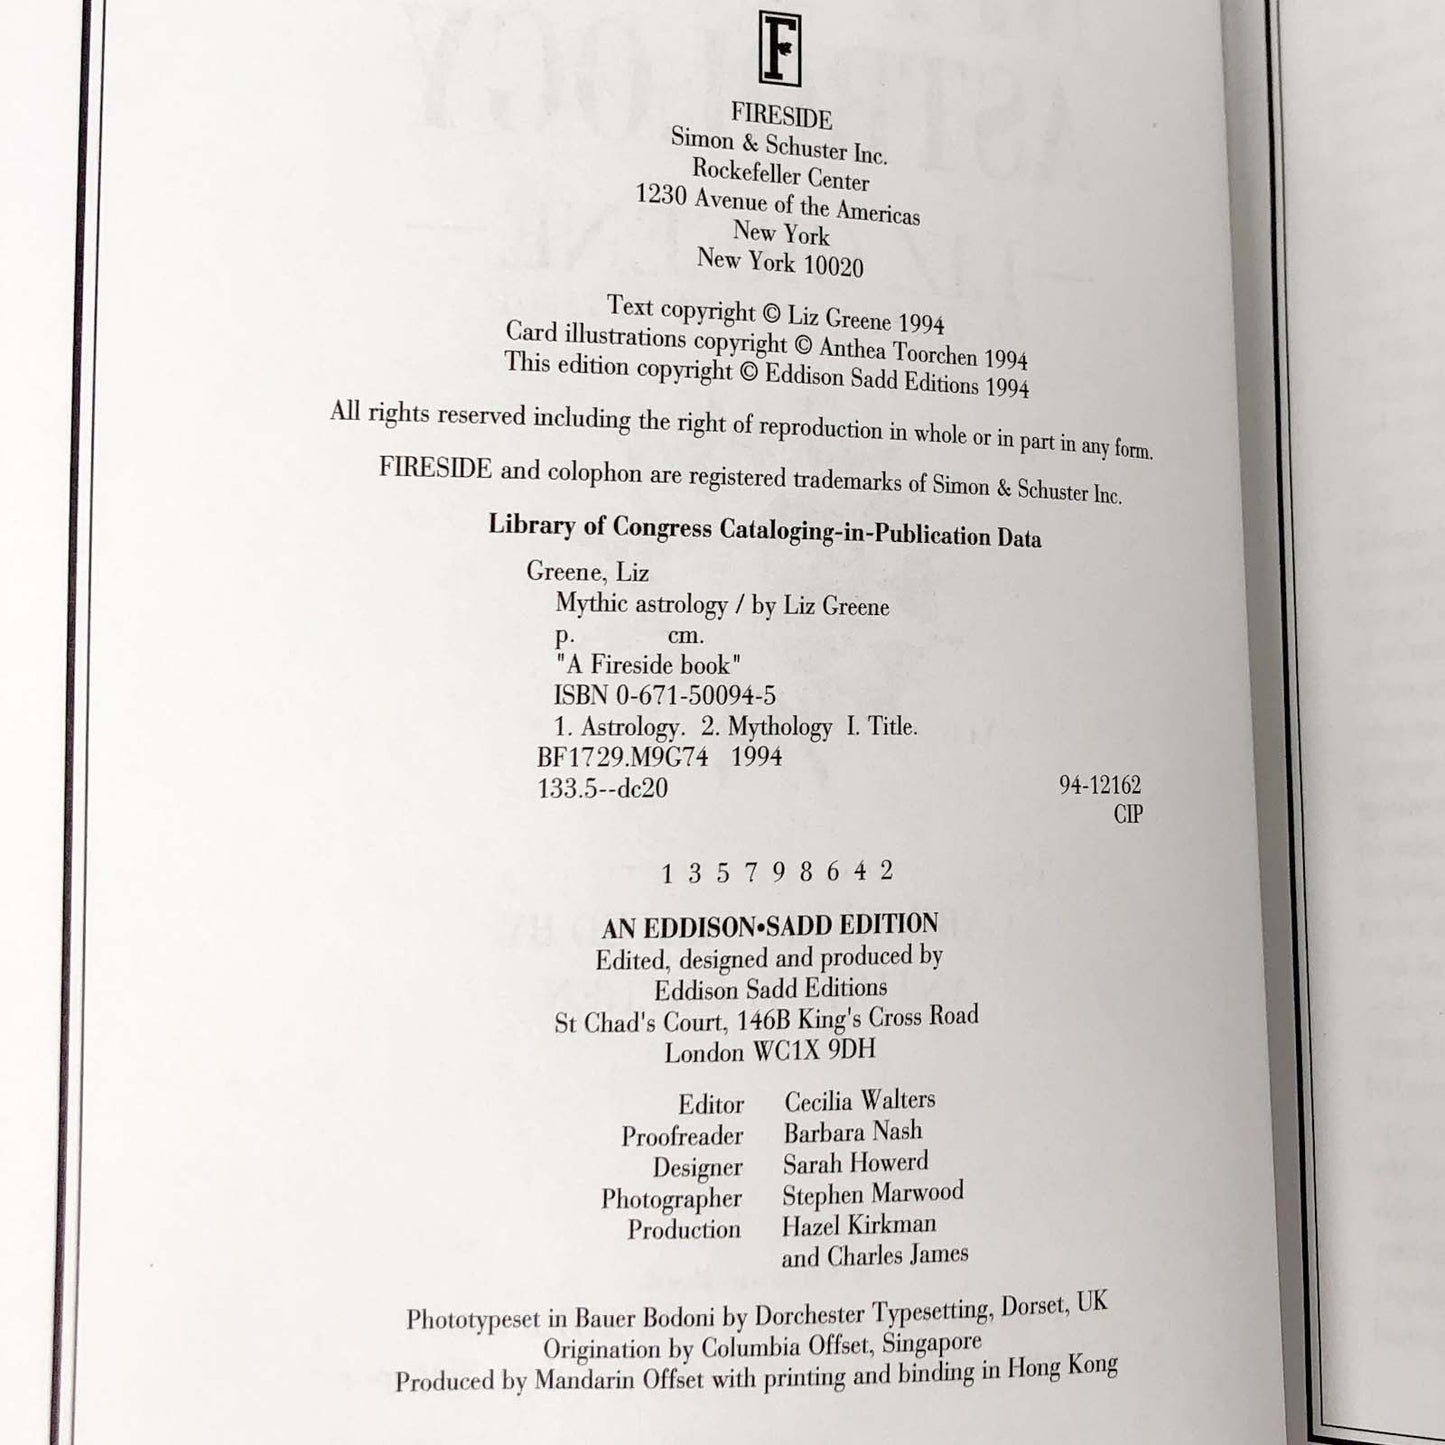 F
FIRESIDE
Simon & Schuster Inc.
Rockefeller Center
1230 Avenue of the Americas
New York
New York 10020
Text copyright © Liz Greene 1994
Card illustrations copyright © Anthea Toorchen 1994
This edition copyright © Eddison Sadd Editions 1994
All rights reserved including the right of reproduction in whole or in part in any form.
FIRESIDE and colophon are registered trademarks of Simon & Schuster Inc.
Library of Congress Cataloging-in-Publication Data
Greene, Liz
Mythic astrology / by Liz Greene
p. cm.
"A Fireside book"
ISBN 0-671-50094-5
1. Astrology. 2. Mythology I. Title.
BF1729.M9G74 1994
133.5--dc20 94-12162
CIP
1 3 5 7 9 8 6 4 2
AN EDDISON•SADD EDITION
Edited, designed and produced by
Eddison Sadd Editions
St Chad's Court, 146B King's Cross Road
London WC1X 9DH
Editor Cecilia Walters
Proofreader Barbara Nash
Designer Sarah Howerd
Photographer Stephen Marwood
Production Hazel Kirkman
and Charles James
Phototypeset in Bauer Bodoni by Dorchester Typesetting, Dorset, UK
Origination by Columbia Offset, Singapore
Produced by Mandarin Offset with printing and binding in Hong Kong